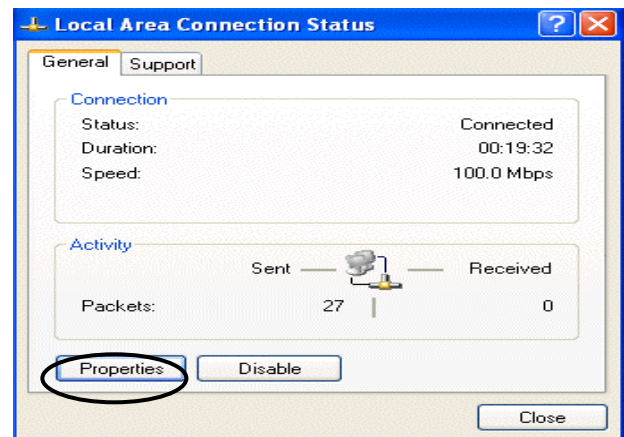 Local Area Connection Status
General Support
Connection
Status: Connected
Duration: 00:19:32
Speed: 100.0 Mbps
Activity
Sent Received
Packets: 27 0
Properties Disable
Close